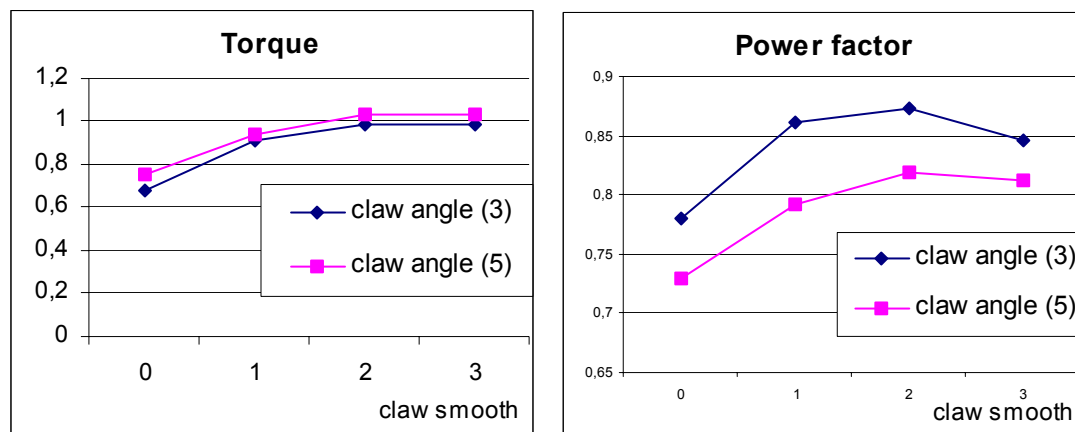 Torque
1,2
1
0,8
0,6
0,4
0,2
0
0 1 2 3
claw smooth
claw angle (3)
claw angle (5)
Power factor
0,9
0,85
0,8
0,75
0,7
0,65
0 1 2 3
claw smooth
claw angle (3)
claw angle (5)